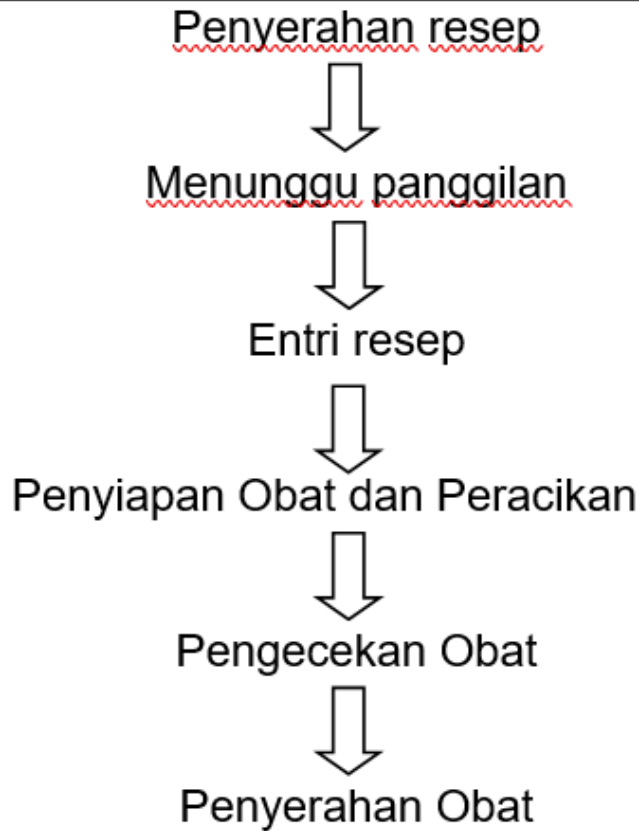 Penyerahan resep
Menunggu panggilan
Entri resep
Penyiapan Obat dan Peracikan
Pengecekan Obat
Penyerahan Obat